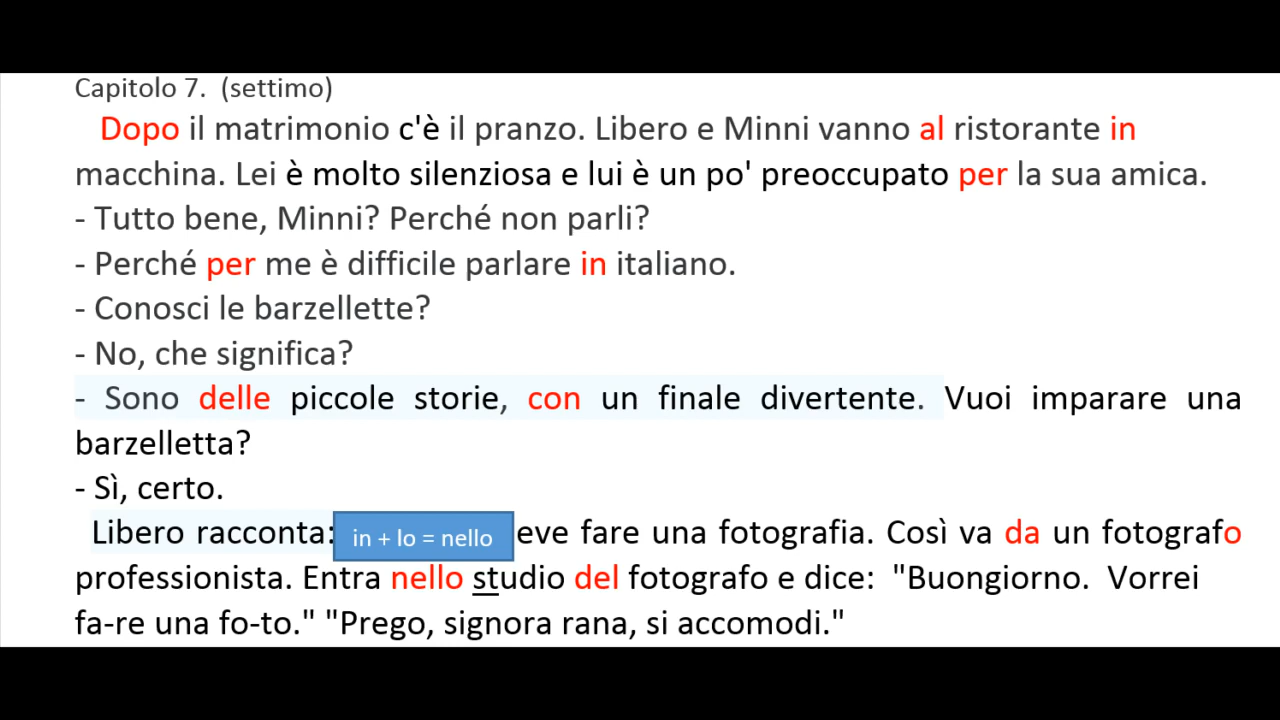 Capitolo 7. (settimo)
Dopo il matrimonio c'è il pranzo. Libero e Minni vanno al ristorante in
macchina. Lei è molto silenziosa e lui è un po' preoccupato per la sua amica.
- Tutto bene, Minni? Perché non parli?
- Perché per me è difficile parlare in italiano.
- Conosci le barzellette?
- No, che significa?
- Sono delle piccole storie, con un finale divertente. Vuoi imparare una
barzelletta?
- Sì, certo.
Libero racconta: in + lo = nello eve fare una fotografia. Così va da un fotografo
professionista. Entra nello studio del fotografo e dice: "Buongiorno. Vorrei
fa-re una fo-to." "Prego, signora rana, si accomodi."